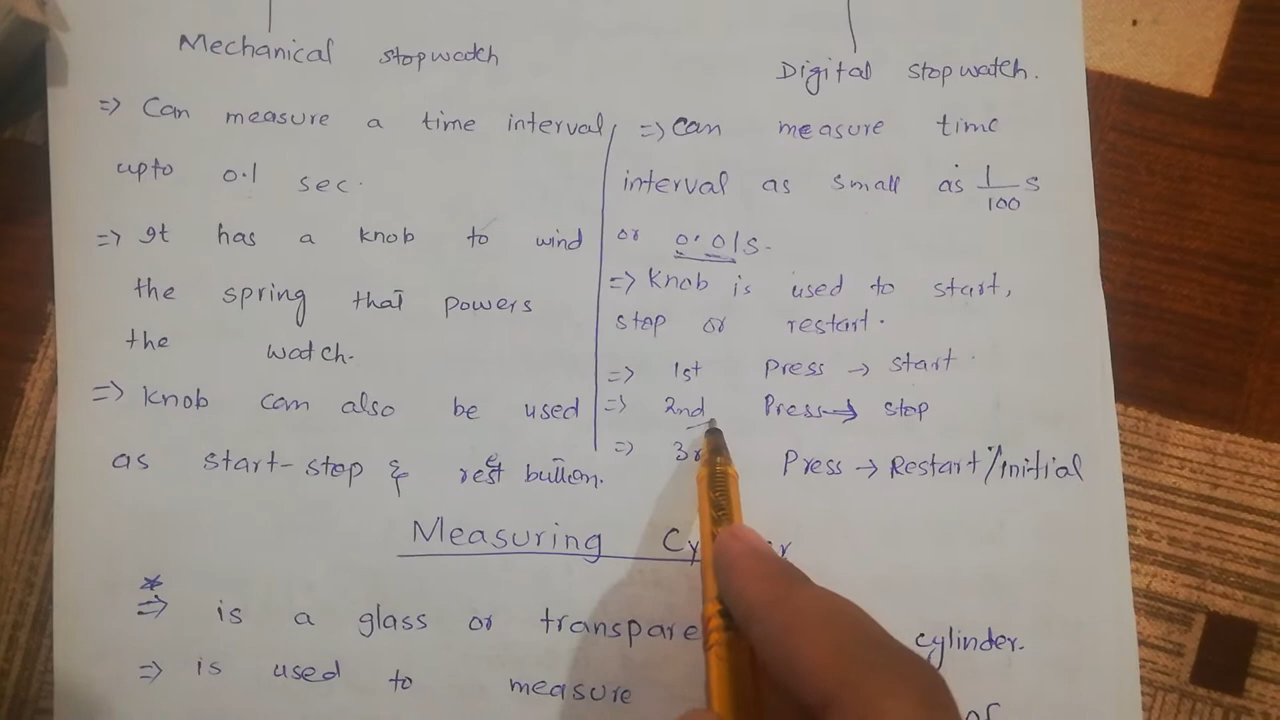 Mechanical stopwatch
=> Can measure a time interval
upto 0.1 sec.
=> It has a knob to wind
the spring that powers
the watch.
=> Knob can also be used
as start-stop & reset button.
Digital stopwatch.
=> can measure time
interval as small as 1/100 s
or 0.01s.
=> Knob is used to start,
stop or restart.
=> 1st Press → start
=> 2nd Press → stop
=> Press → Restart/initial
Measuring
=> is a glass or cylinder.
=> is used to measure
of